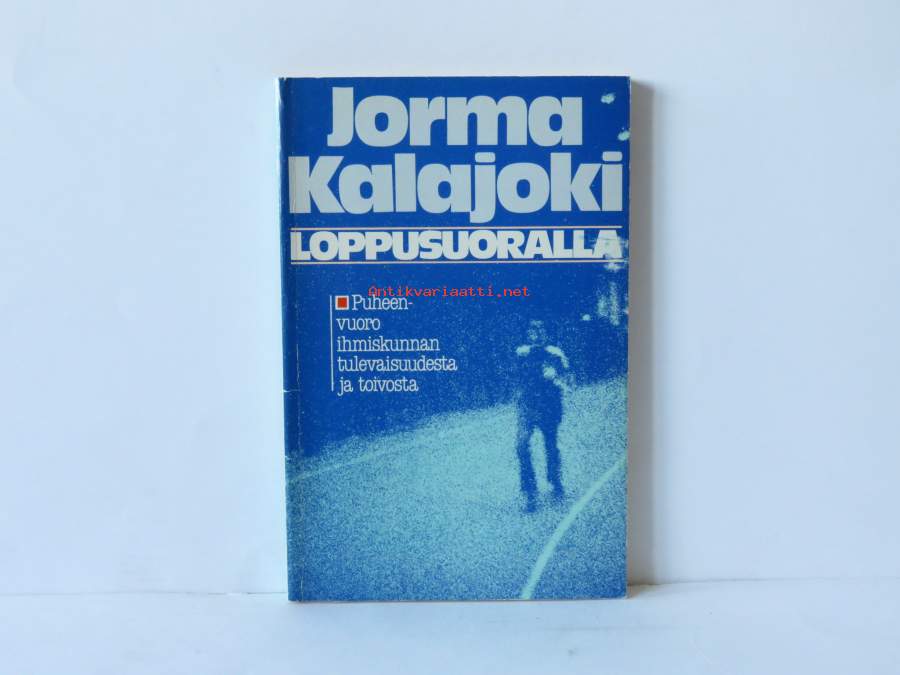 Jorma
Kalajoki
LOPPUSUORALLA
Antikvariaatti.net
Puheen-
vuoro
ihmiskunnan
tulevaisuudesta
ja toivosta